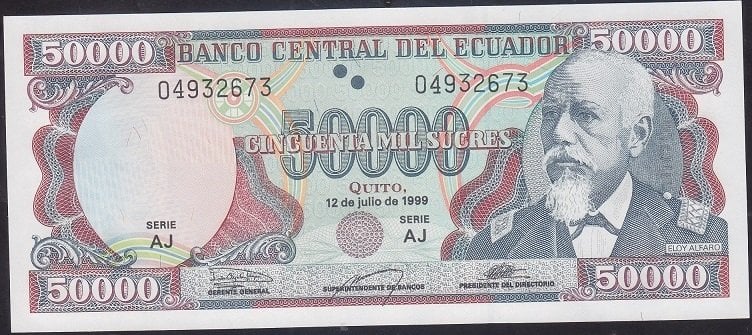 50000 BANCO CENTRAL DEL ECUADOR 50000
04932673 04932673
50000
CINCUENTA MIL SUCRES
QUITO,
12 de julio de 1999
SERIE
AJ
SERIE
AJ
ELOY ALFARO
GERENTE GENERAL SUPERINTENDENTE DE BANCOS PRESIDENTE DEL DIRECTORIO
50000 50000